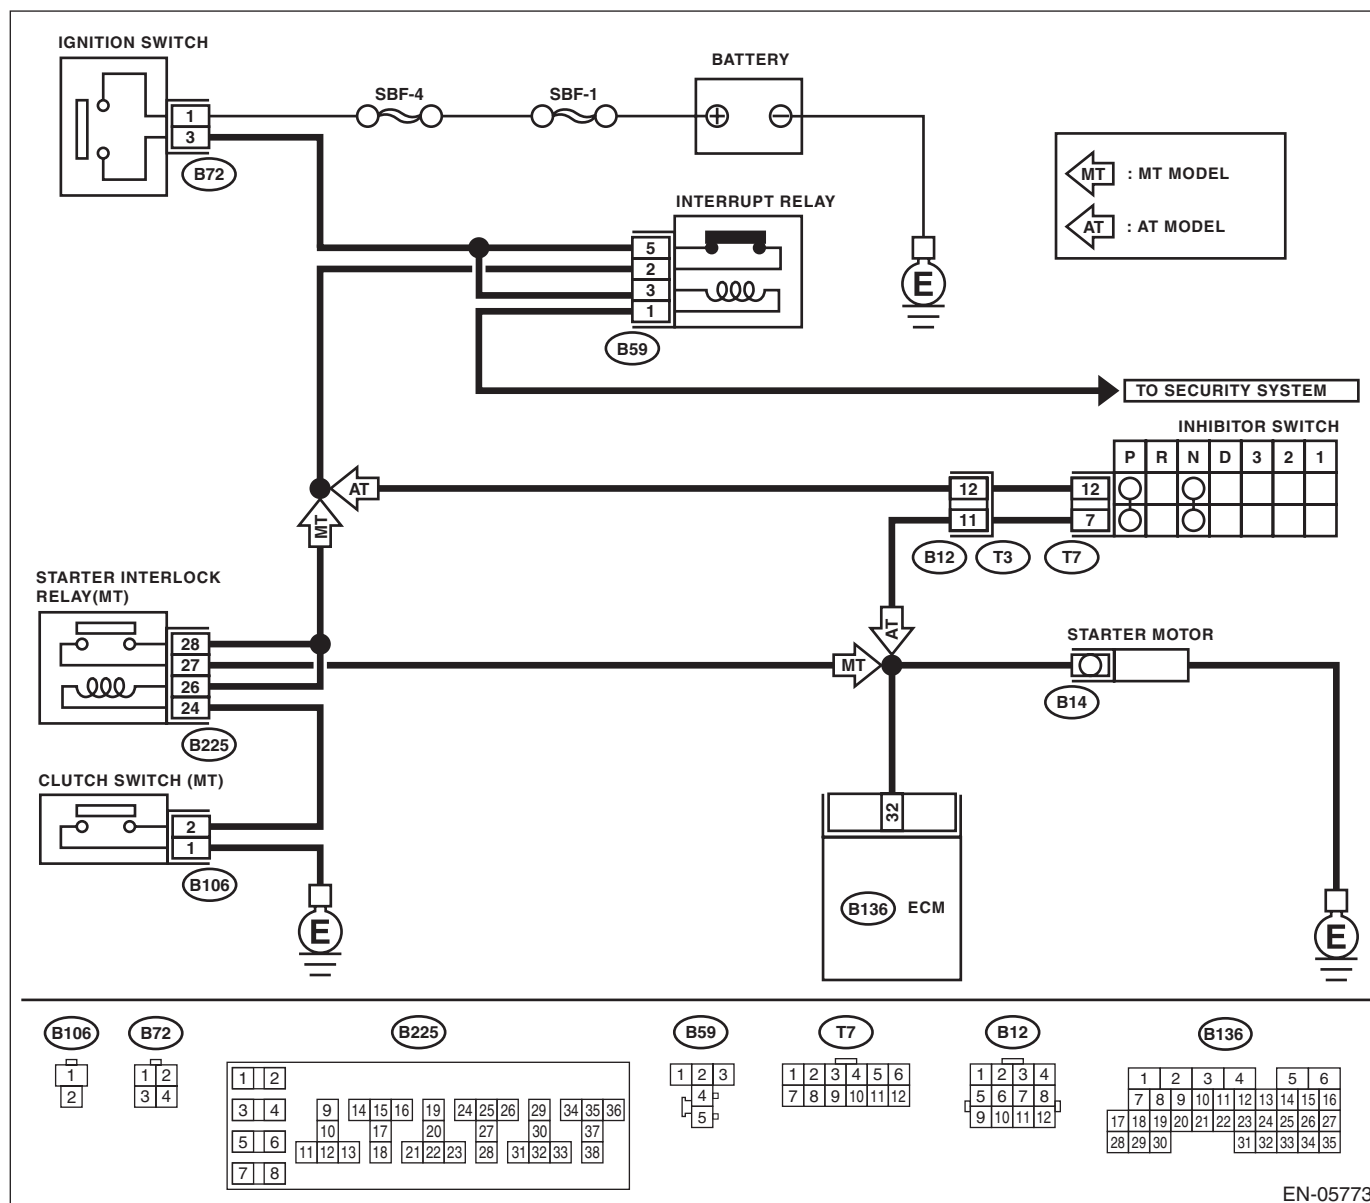 IGNITION SWITCH
BATTERY
SBF-4
SBF-1
1
3
B72
MT : MT MODEL
AT : AT MODEL
INTERRUPT RELAY
5
2
3
1
B59
E
TO SECURITY SYSTEM
INHIBITOR SWITCH
P R N D 3 2 1
AT
12
12
11
7
B12
T3
T7
MT
STARTER INTERLOCK
RELAY(MT)
28
27
26
24
B225
AT
MT
STARTER MOTOR
B14
CLUTCH SWITCH (MT)
2
1
B106
E
32
B136 ECM
E
B106
1
2
B72
1 2
3 4
B225
1 2
3 4
5 6
7 8
9 14 15 16 19 24 25 26 29 34 35 36
10 17 20 27 30 37
11 12 13 18 21 22 23 28 31 32 33 38
B59
1 2 3
4
5
T7
1 2 3 4 5 6
7 8 9 10 11 12
B12
1 2 3 4
5 6 7 8
9 10 11 12
B136
1 2 3 4 5 6
7 8 9 10 11 12 13 14 15 16
17 18 19 20 21 22 23 24 25 26 27
28 29 30 31 32 33 34 35
EN-05773